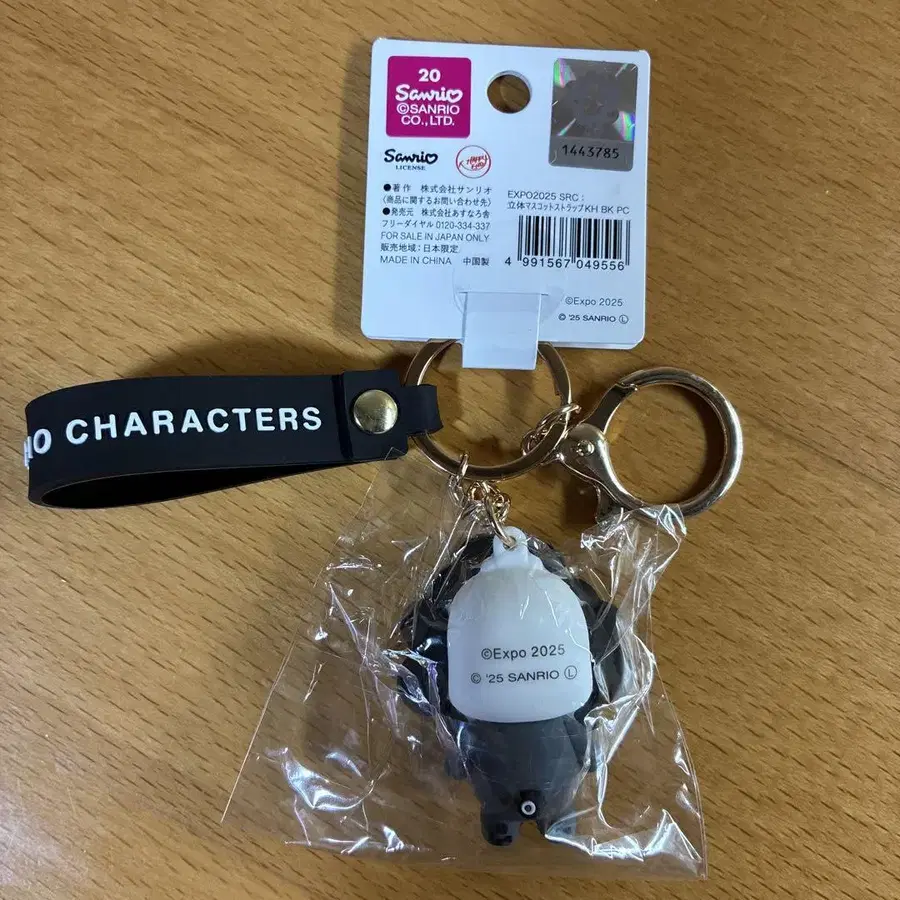 20
Sanrio
©SANRIO
CO.,LTD.
Sanrio
LICENSE
1443785
●著作 株式会社サンリオ
〈商品に関するお問い合わせ先〉
●発売元 株式会社あすなろ舎
フリーダイヤル 0120-334-337
FOR SALE IN JAPAN ONLY
販売地域：日本限定
MADE IN CHINA 中国製
EXPO2025 SRC：
立体マスコットストラップKH BK PC
4 991567 049556
©Expo 2025
© '25 SANRIO Ⓛ
CHARACTERS
©Expo 2025
© '25 SANRIO Ⓛ